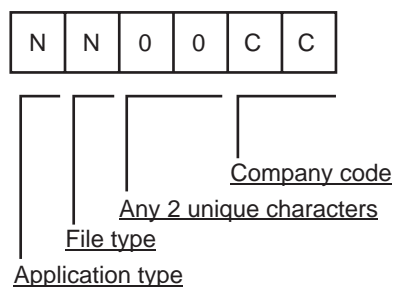 N N 0 0 C C
Company code
Any 2 unique characters
File type
Application type